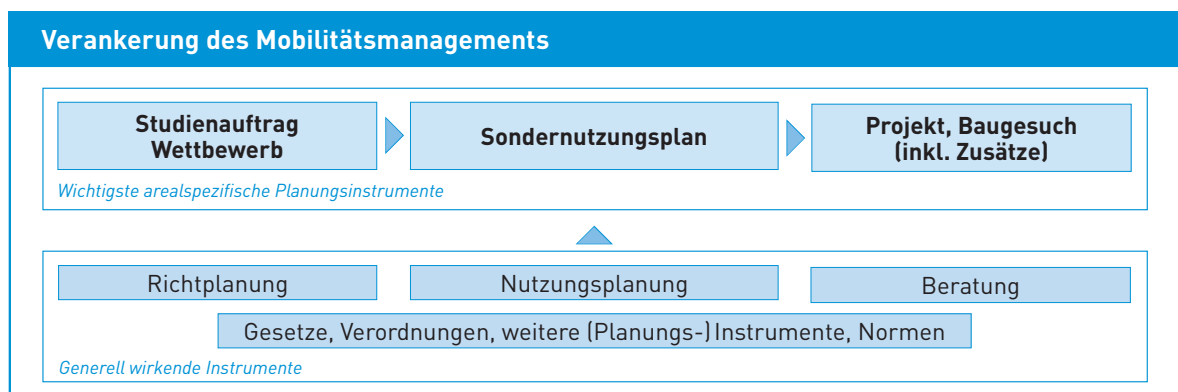 Verankerung des Mobilitätsmanagements
Studienauftrag
Wettbewerb
Sondernutzungsplan
Projekt, Baugesuch
(inkl. Zusätze)
Wichtigste arealspezifische Planungsinstrumente
Richtplanung
Nutzungsplanung
Beratung
Gesetze, Verordnungen, weitere (Planungs-) Instrumente, Normen
Generell wirkende Instrumente